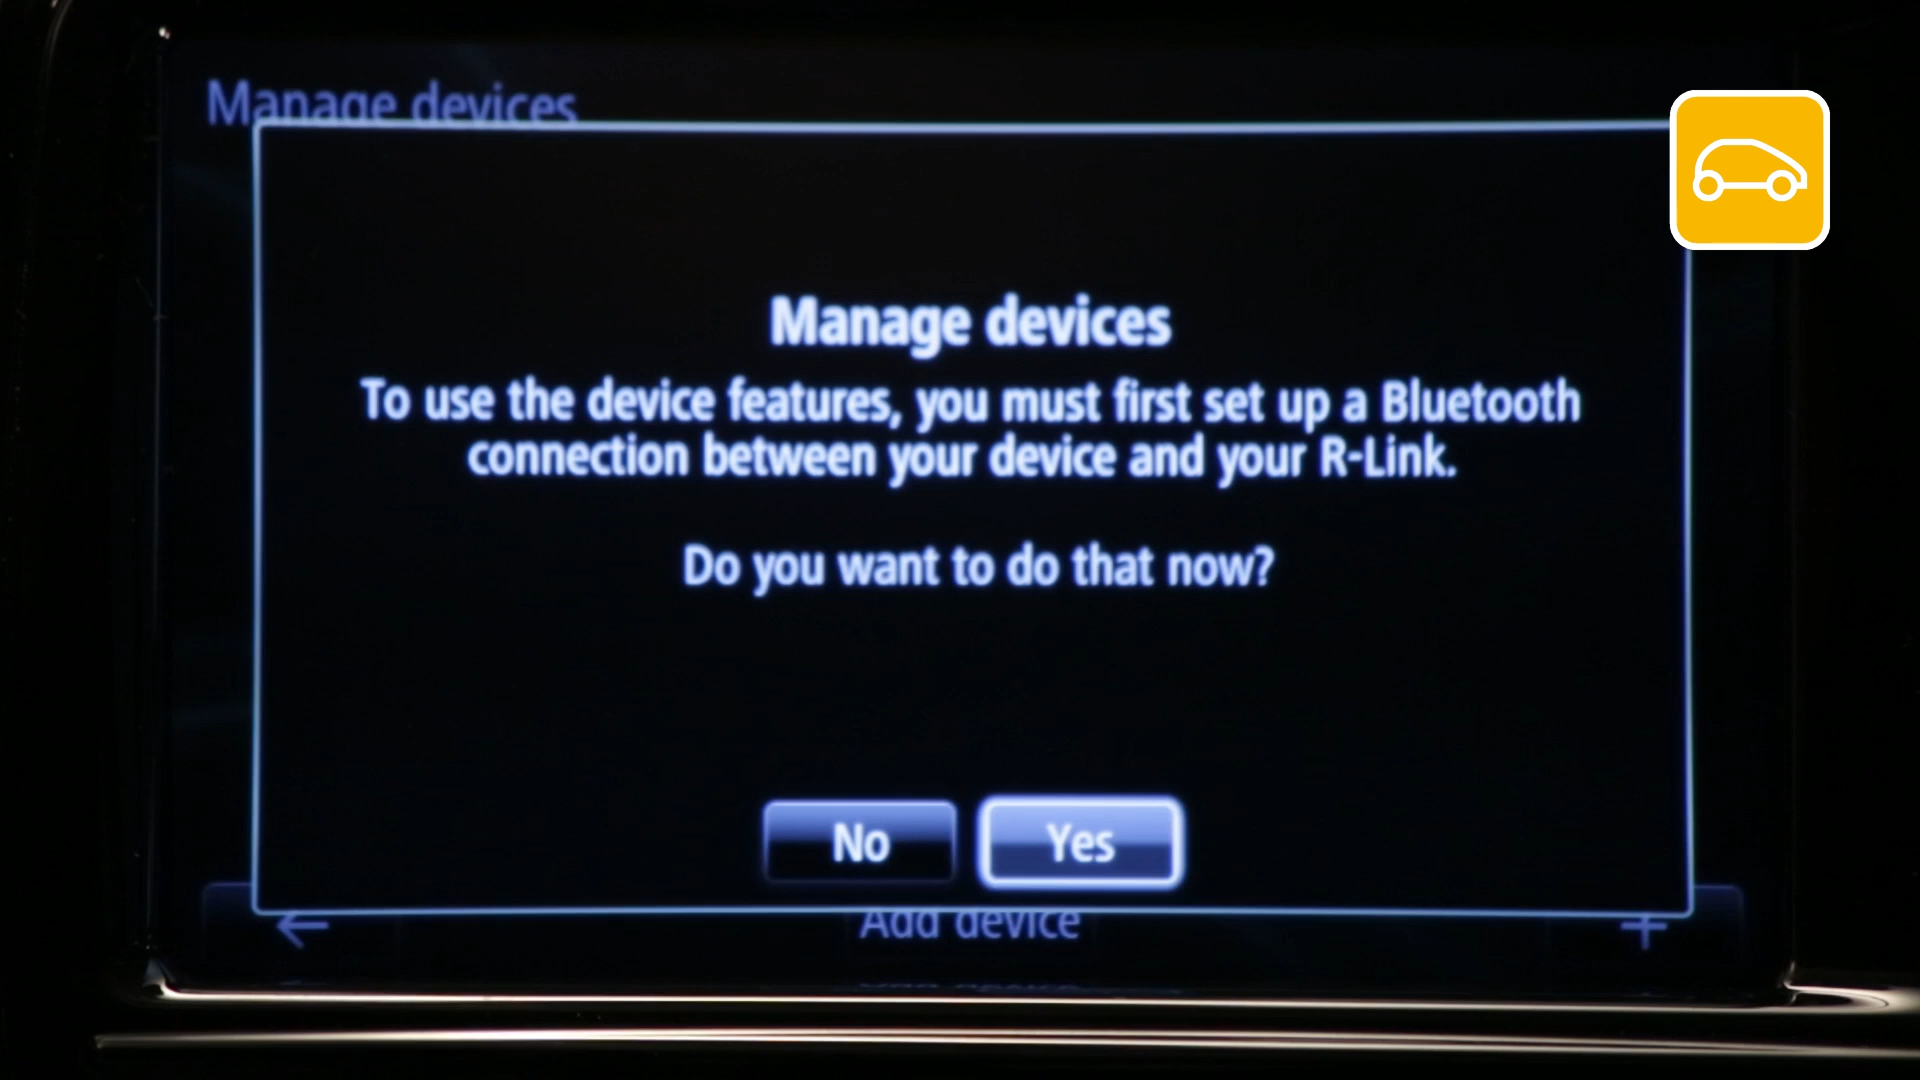 Manage devices
Manage devices
To use the device features, you must first set up a Bluetooth
connection between your device and your R-Link.
Do you want to do that now?
No Yes
Add device